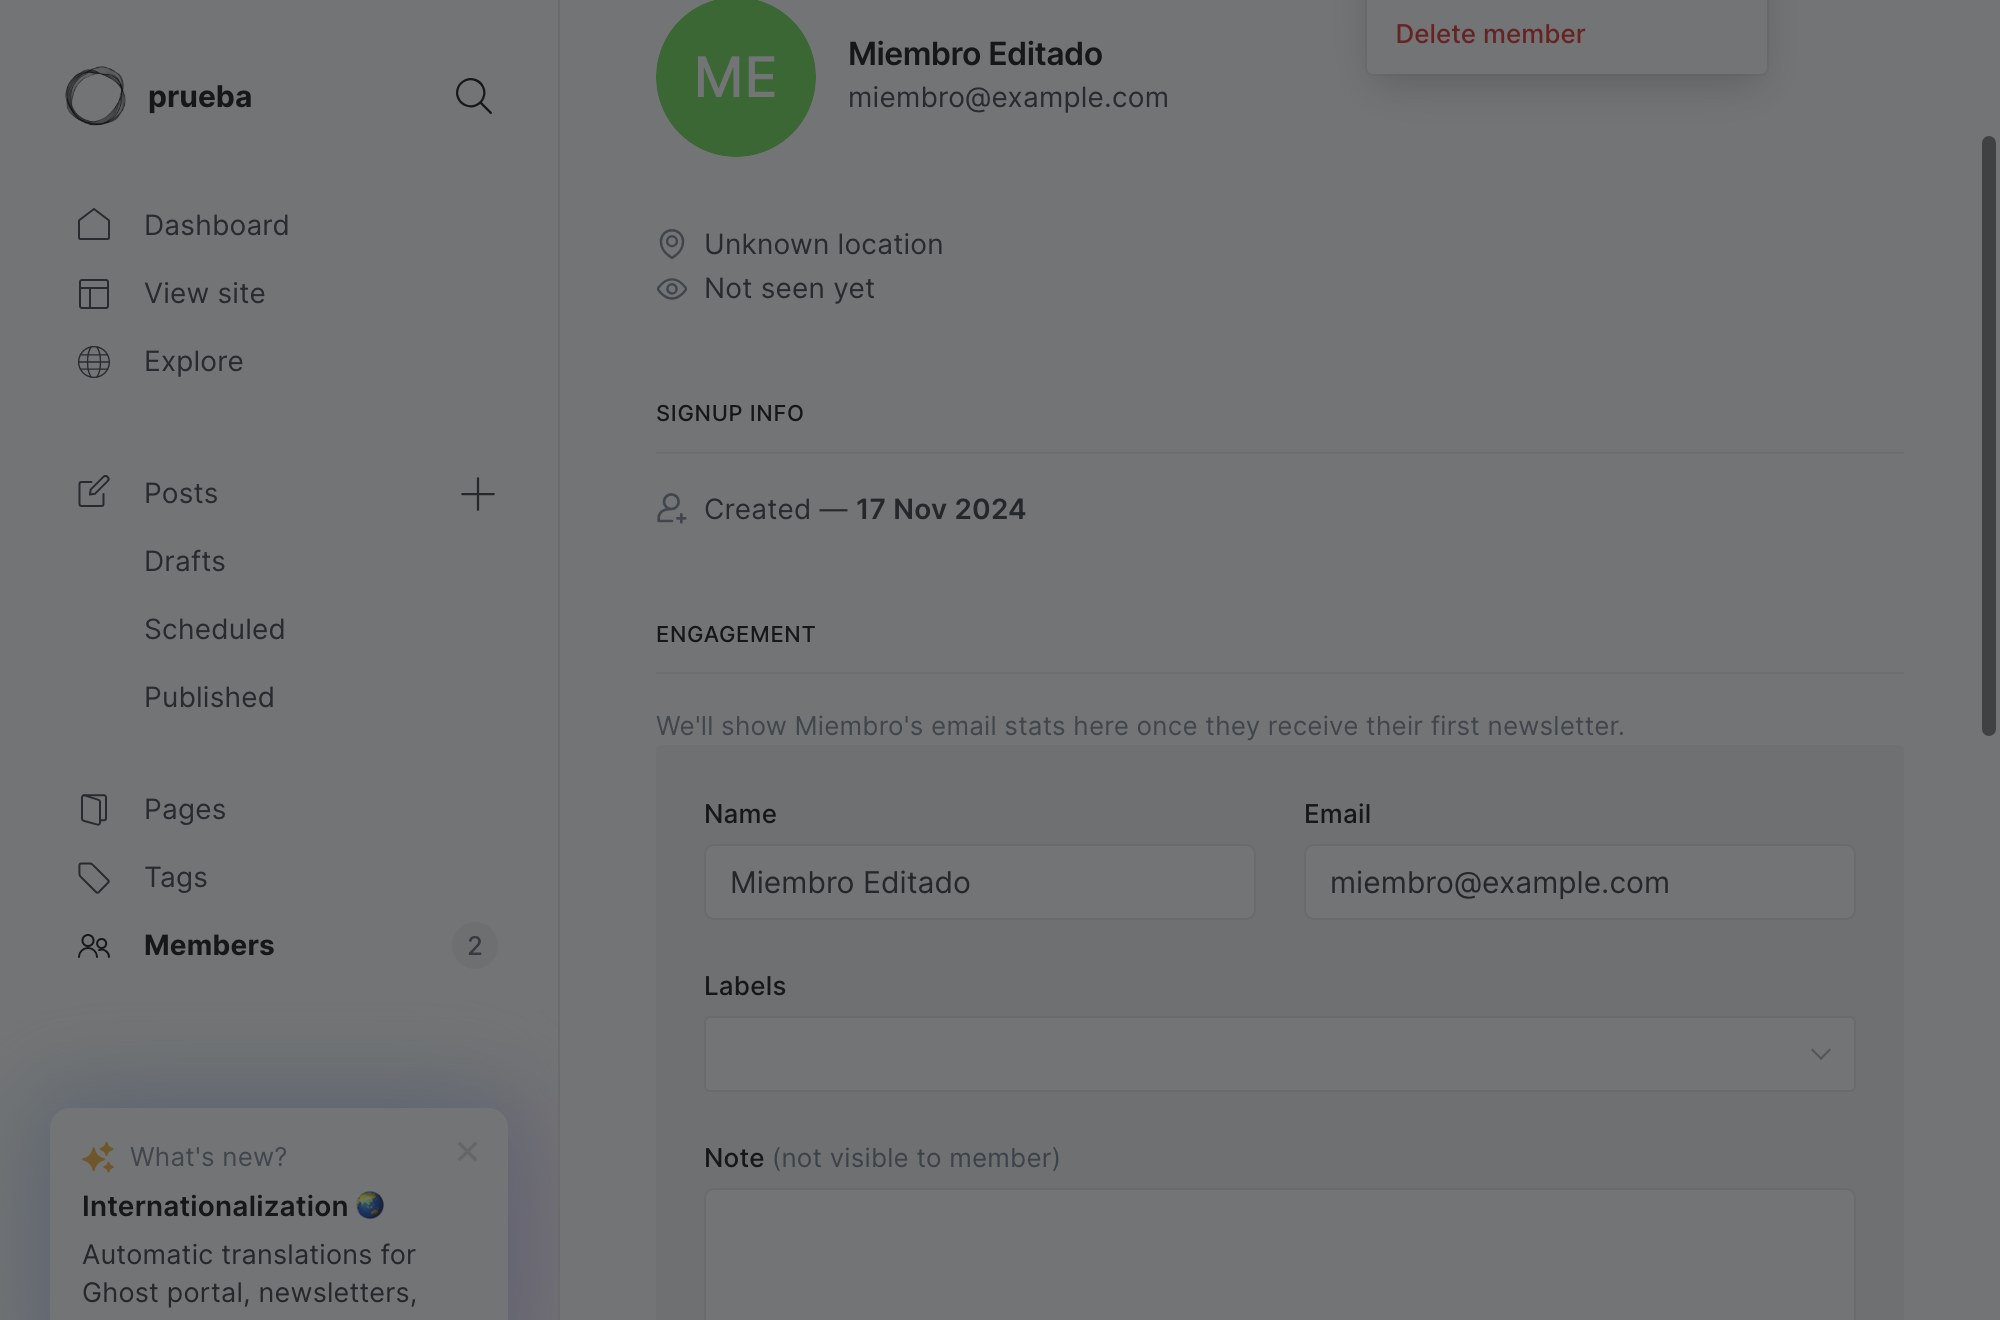 prueba
Dashboard
View site
Explore
Posts
Drafts
Scheduled
Published
Pages
Tags
Members
2
What's new?
Internationalization 🌏
Automatic translations for
Ghost portal, newsletters,
Delete member
ME
Miembro Editado
miembro@example.com
Unknown location
Not seen yet
SIGNUP INFO
Created — 17 Nov 2024
ENGAGEMENT
We'll show Miembro's email stats here once they receive their first newsletter.
Name
Email
Miembro Editado
miembro@example.com
Labels
Note (not visible to member)